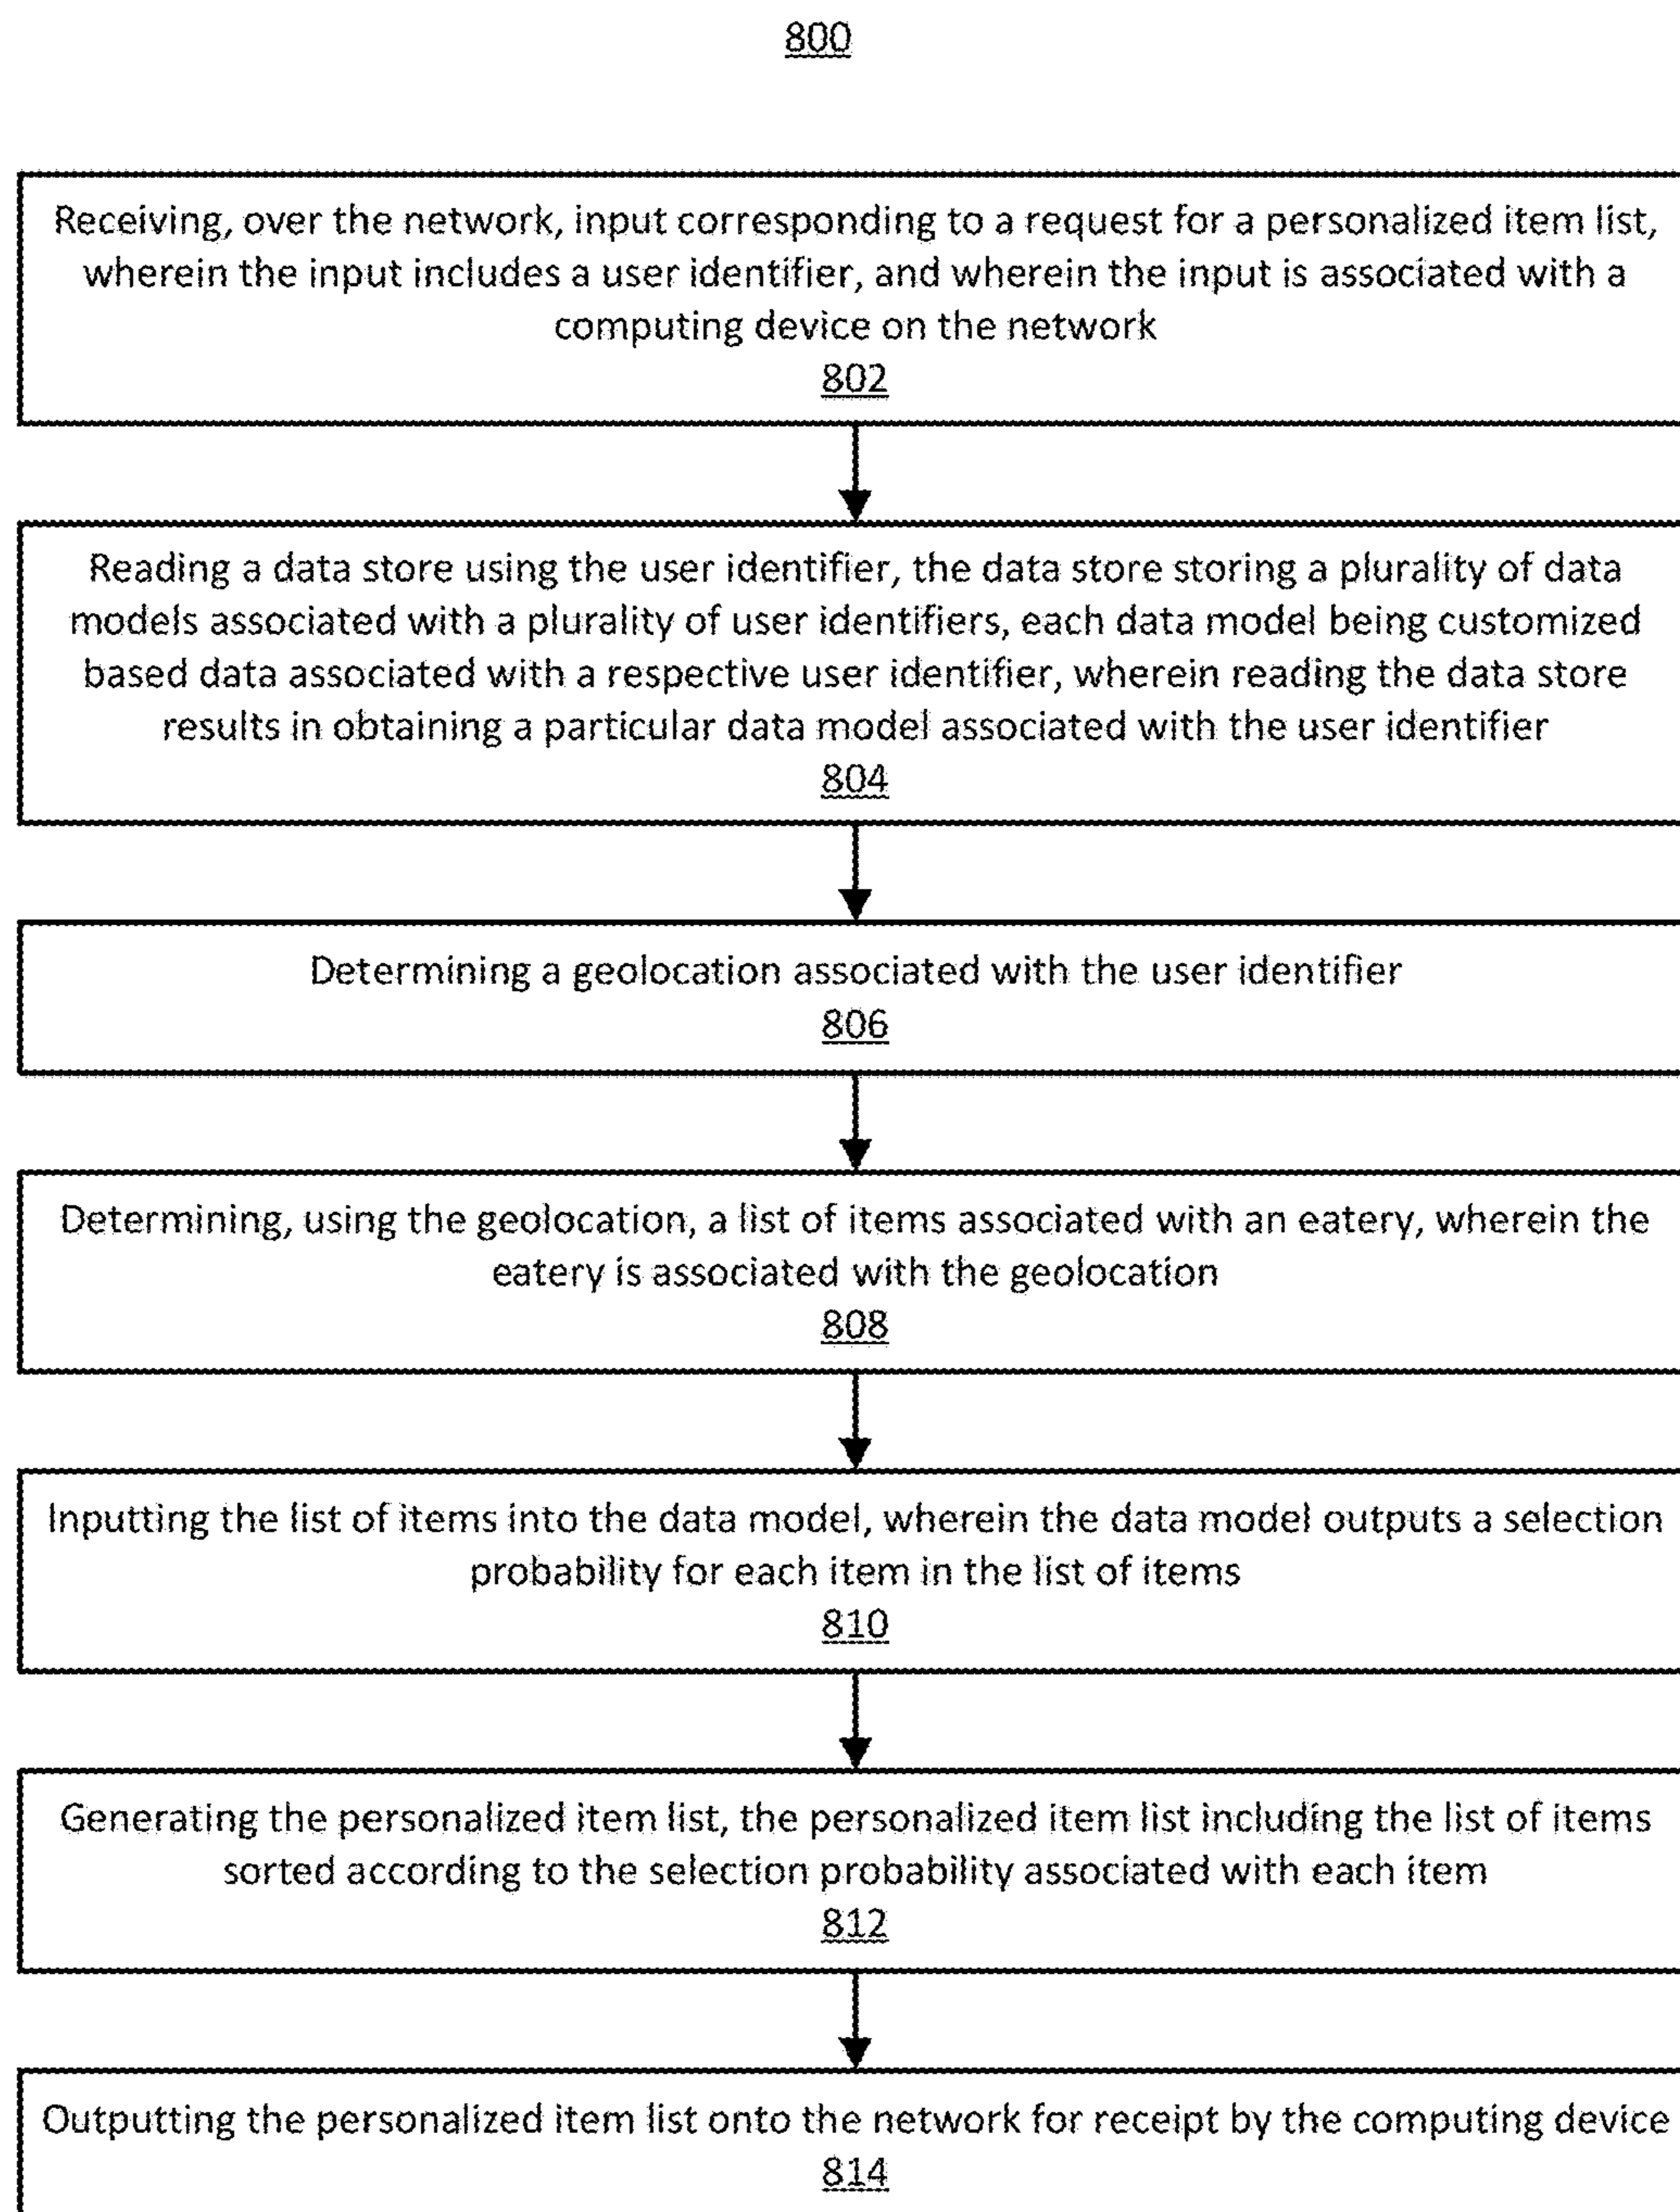 800
Receiving, over the network, input corresponding to a request for a personalized item list,
wherein the input includes a user identifier, and wherein the input is associated with a
computing device on the network
802
Reading a data store using the user identifier, the data store storing a plurality of data
models associated with a plurality of user identifiers, each data model being customized
based data associated with a respective user identifier, wherein reading the data store
results in obtaining a particular data model associated with the user identifier
804
Determining a geolocation associated with the user identifier
806
Determining, using the geolocation, a list of items associated with an eatery, wherein the
eatery is associated with the geolocation
808
Inputting the list of items into the data model, wherein the data model outputs a selection
probability for each item in the list of items
810
Generating the personalized item list, the personalized item list including the list of items
sorted according to the selection probability associated with each item
812
Outputting the personalized item list onto the network for receipt by the computing device
814